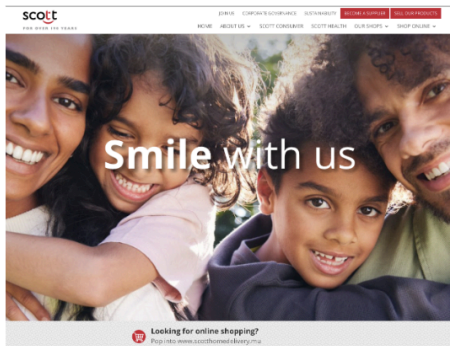 scott
FOR OVER 190 YEARS
JOIN US CORPORATE GOVERNANCE SUSTAINABILITY BECOME A SUPPLIER SELL OUR PRODUCTS
HOME ABOUT US SCOTT CONSUMER SCOTT HEALTH OUR SHOPS SHOP ONLINE
Smile with us
Looking for online shopping?
Pop into www.scotthomedelivery.mu